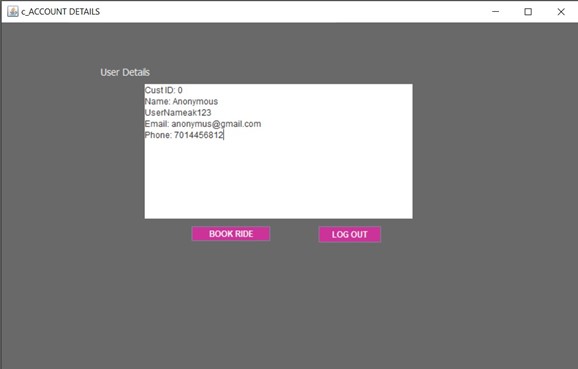 c_ACCOUNT DETAILS
User Details
Cust ID: 0
Name: Anonymous
UserNameak123
Email: anonymus@gmail.com
Phone: 7014456812
BOOK RIDE
LOG OUT